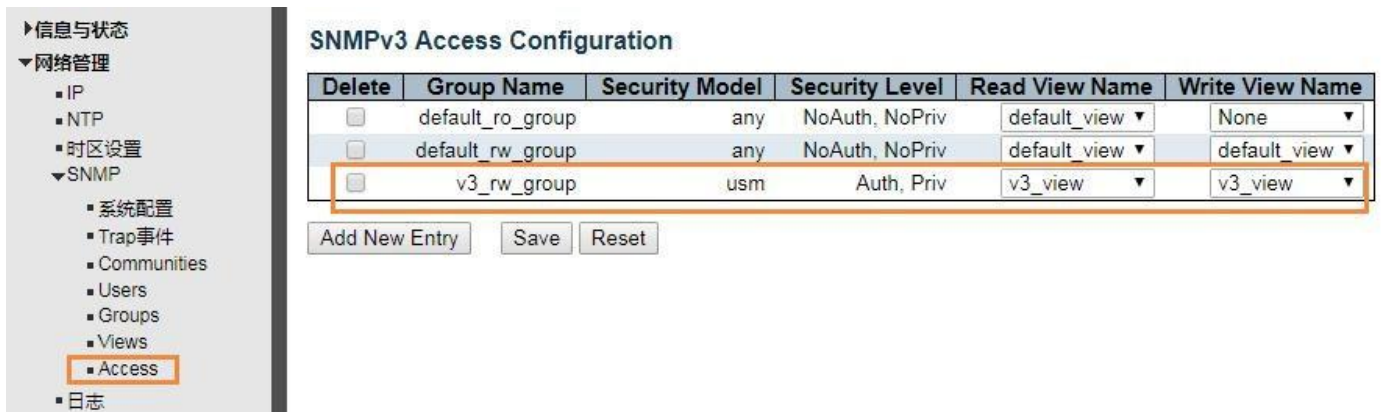 信息与状态
网络管理
IP
NTP
时区设置
SNMP
系统配置
Trap事件
Communities
Users
Groups
Views
Access
日志
SNMPv3 Access Configuration
Delete Group Name Security Model Security Level Read View Name Write View Name
default_ro_group any NoAuth, NoPriv default_view None
default_rw_group any NoAuth, NoPriv default_view default_view
v3_rw_group usm Auth, Priv v3_view v3_view
Add New Entry Save Reset